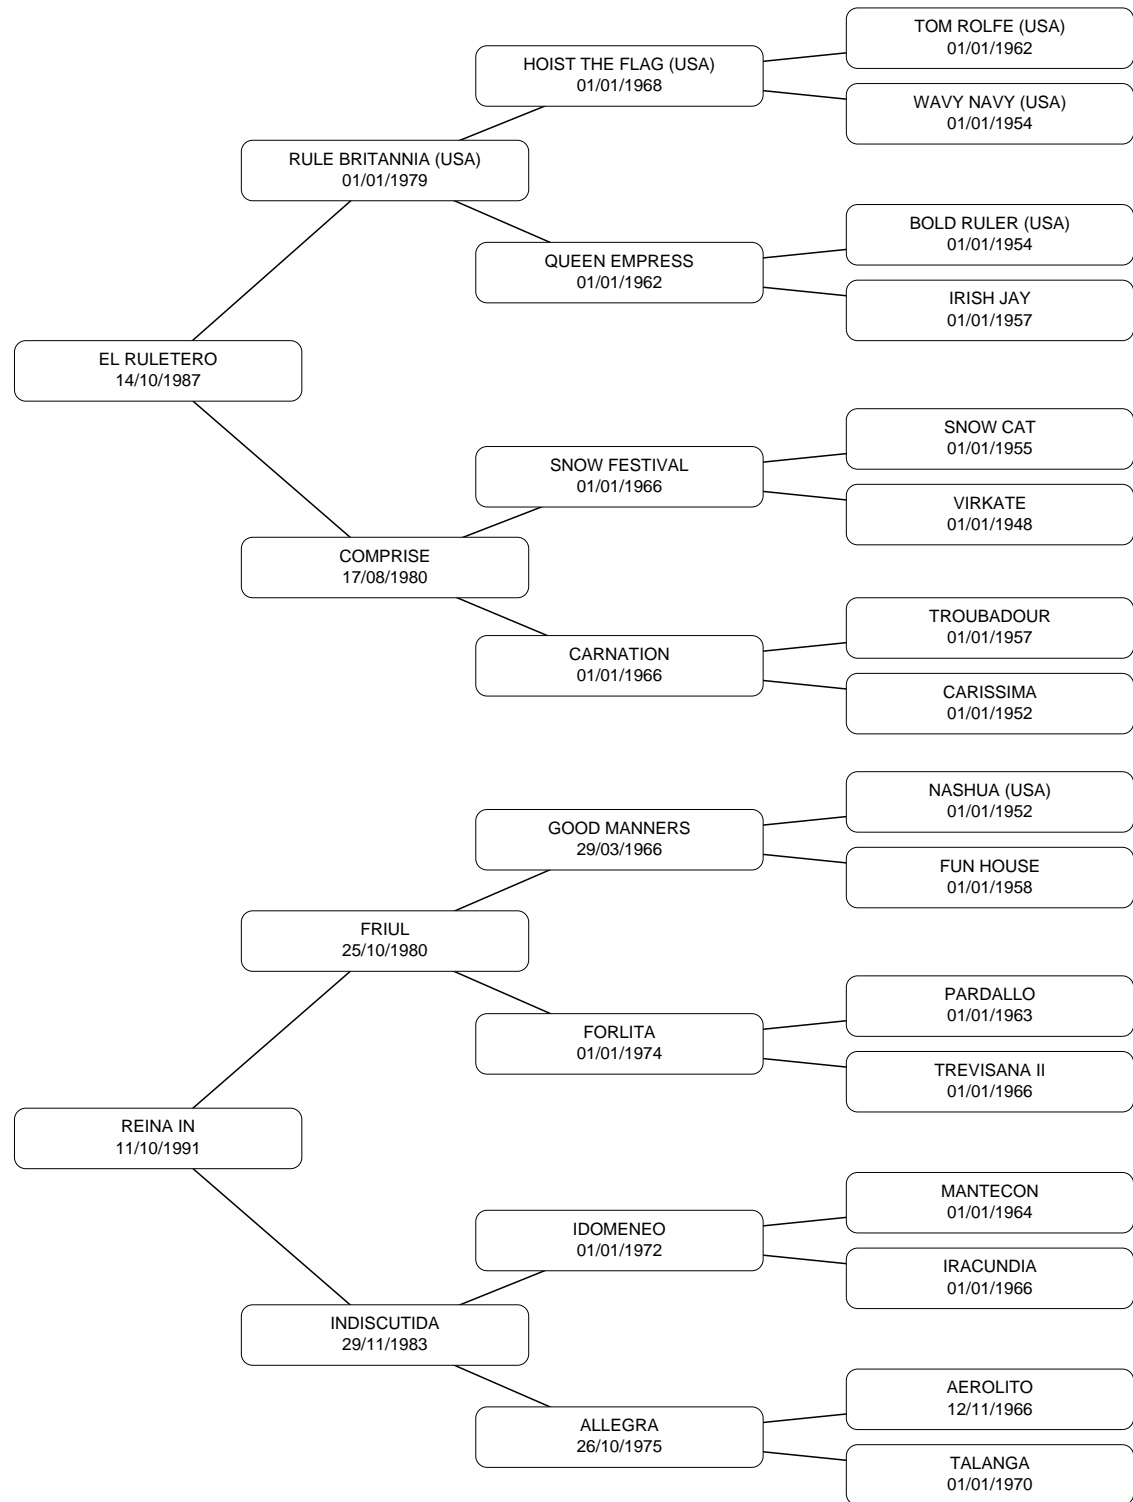 TOM ROLFE (USA)
01/01/1962
HOIST THE FLAG (USA)
01/01/1968
WAVY NAVY (USA)
01/01/1954
RULE BRITANNIA (USA)
01/01/1979
BOLD RULER (USA)
01/01/1954
QUEEN EMPRESS
01/01/1962
IRISH JAY
01/01/1957
EL RULETERO
14/10/1987
SNOW CAT
01/01/1955
SNOW FESTIVAL
01/01/1966
VIRKATE
01/01/1948
COMPRISE
17/08/1980
TROUBADOUR
01/01/1957
CARNATION
01/01/1966
CARISSIMA
01/01/1952
NASHUA (USA)
01/01/1952
GOOD MANNERS
29/03/1966
FUN HOUSE
01/01/1958
FRIUL
25/10/1980
PARDALLO
01/01/1963
FORLITA
01/01/1974
TREVISANA II
01/01/1966
REINA IN
11/10/1991
MANTECON
01/01/1964
IDOMENEO
01/01/1972
IRACUNDIA
01/01/1966
INDISCUTIDA
29/11/1983
AEROLITO
12/11/1966
ALLEGRA
26/10/1975
TALANGA
01/01/1970